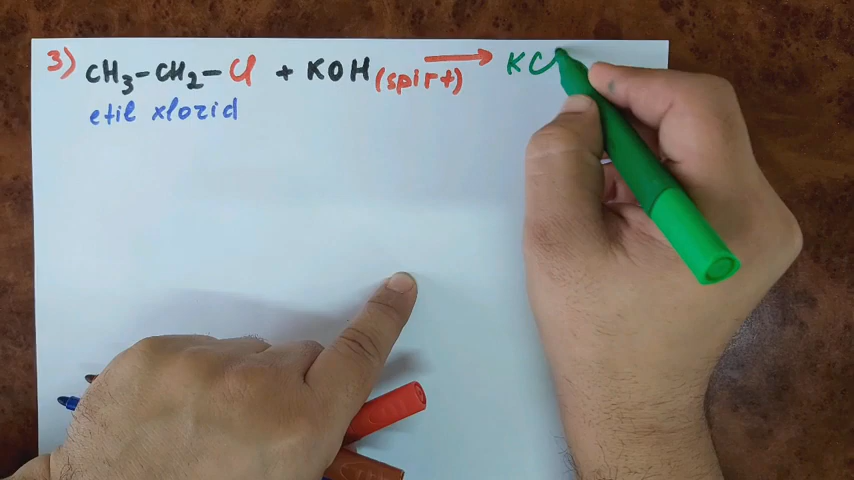 3) CH₃-CH₂-Cl + KOH (spirt) → KCl
etil xlorid